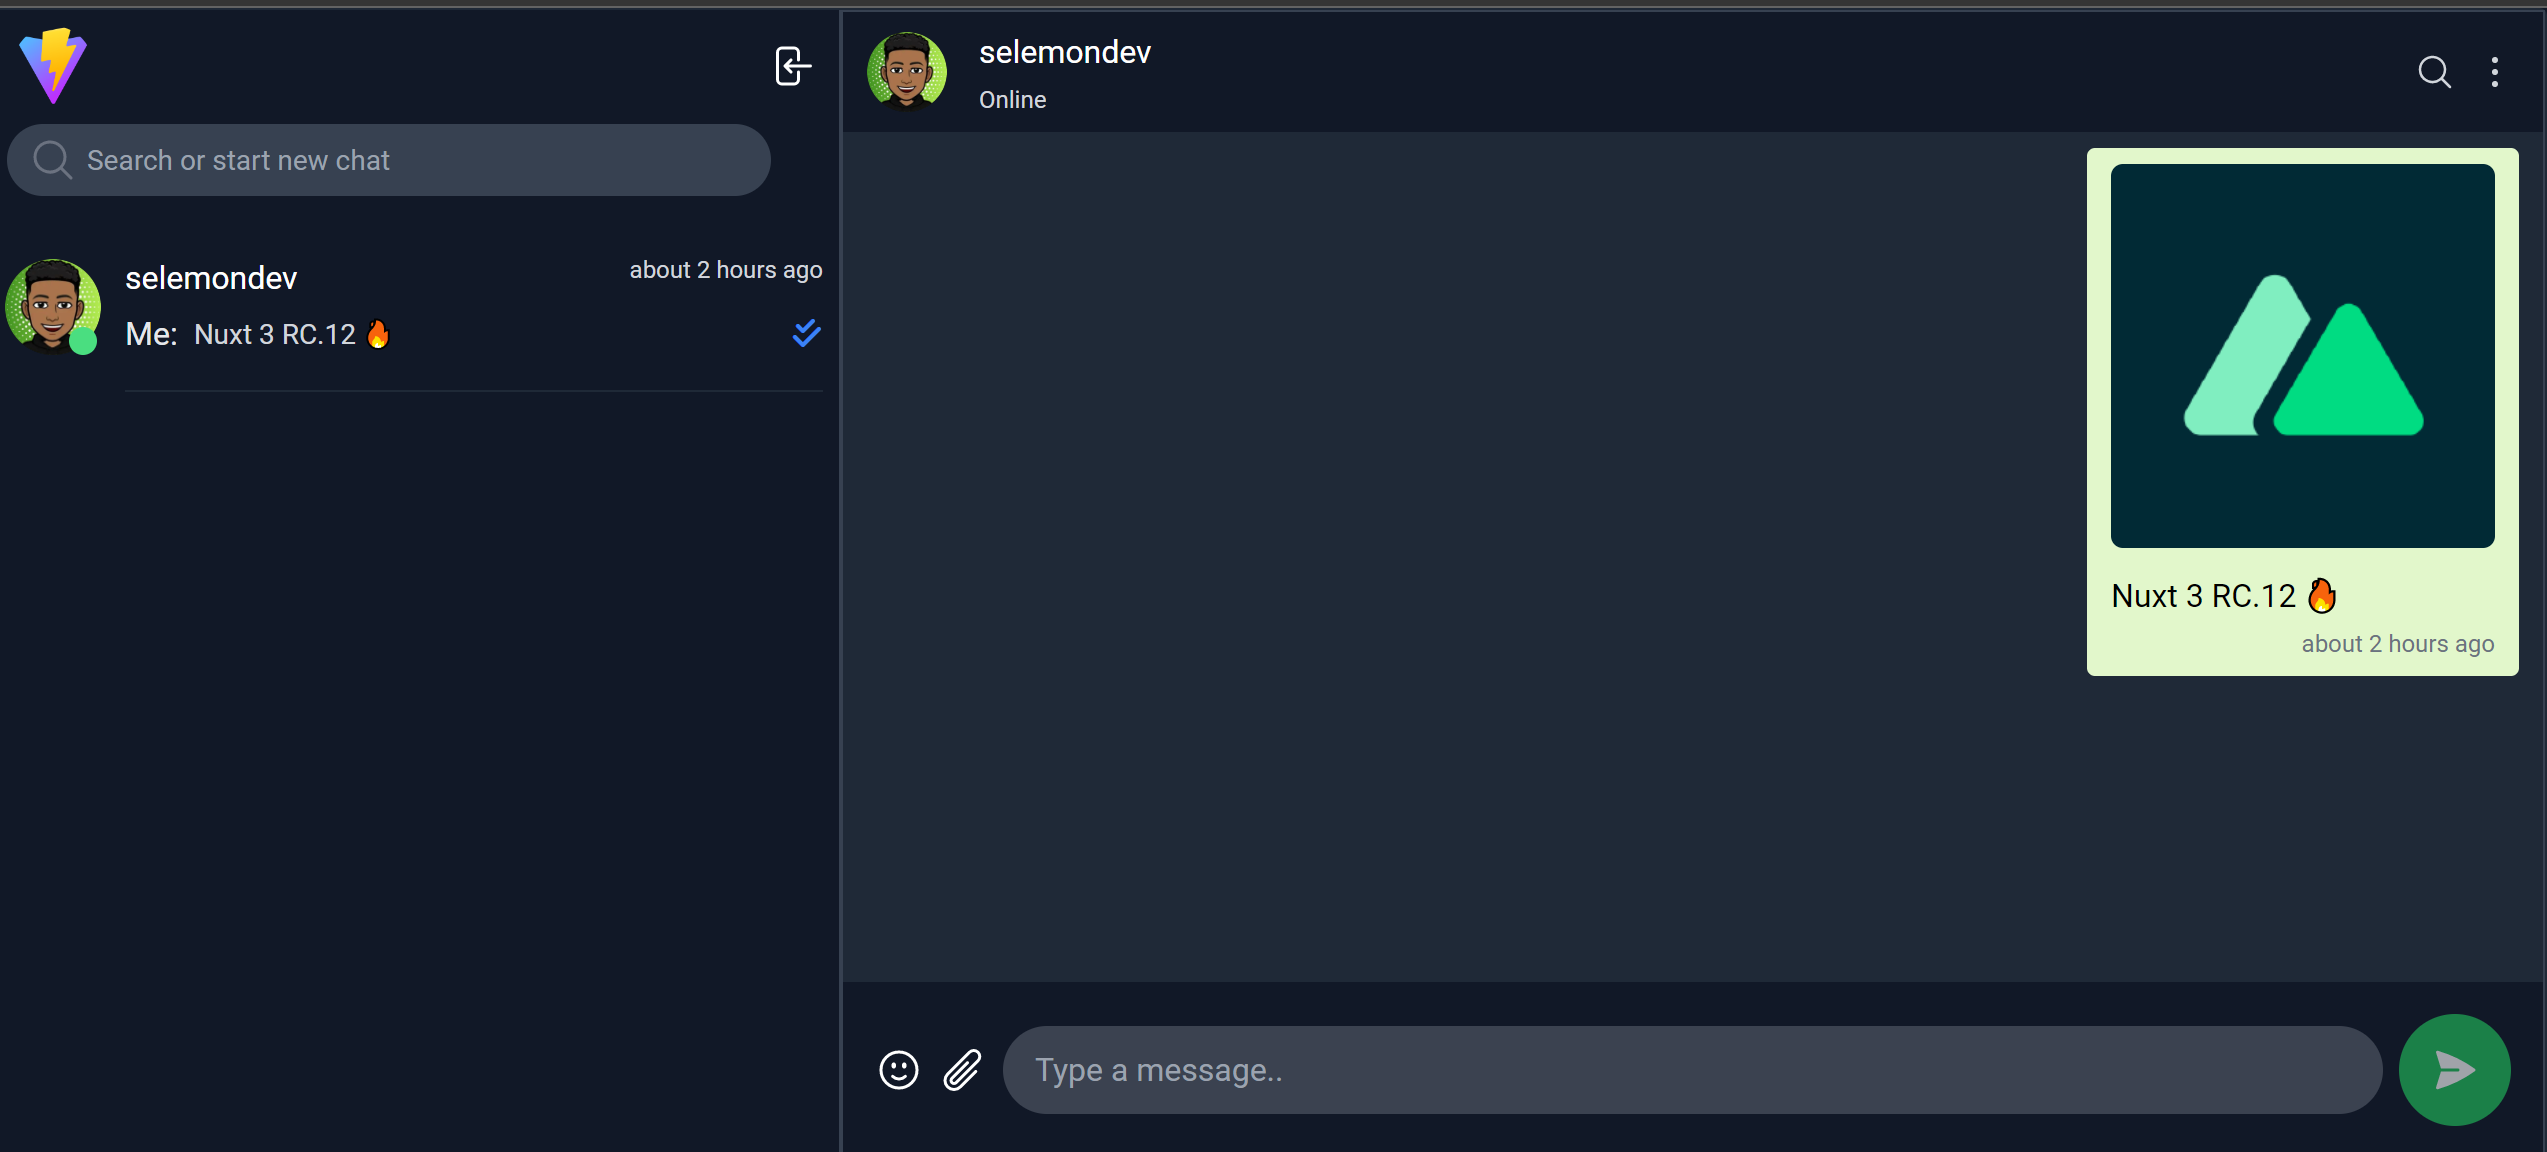 Search or start new chat
selemondev
about 2 hours ago
Me: Nuxt 3 RC.12 🔥
selemondev
Online
Nuxt 3 RC.12 🔥
about 2 hours ago
Type a message..